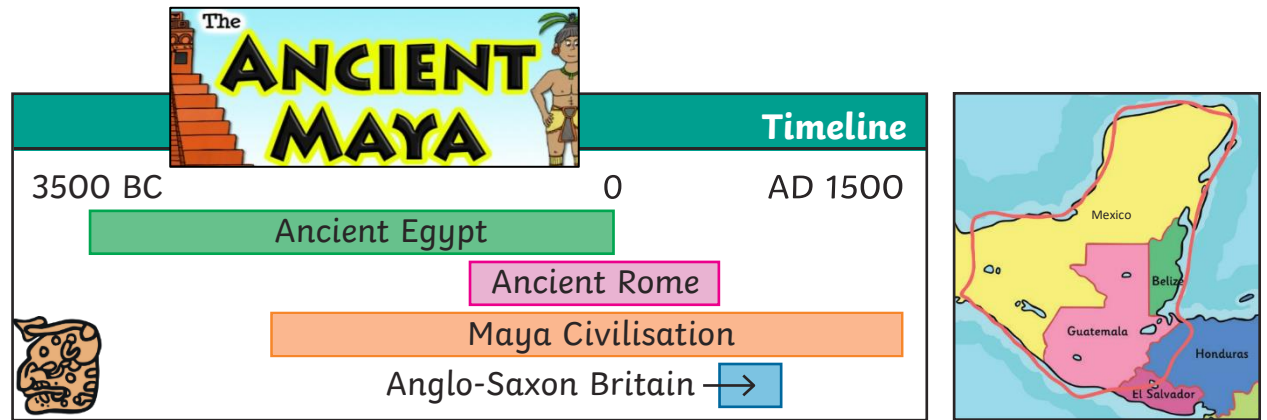 The
ANCIENT
MAYA
Timeline
3500 BC 0 AD 1500
Ancient Egypt
Ancient Rome
Maya Civilisation
Anglo-Saxon Britain →
Mexico
Belize
Guatemala
Honduras
El Salvador